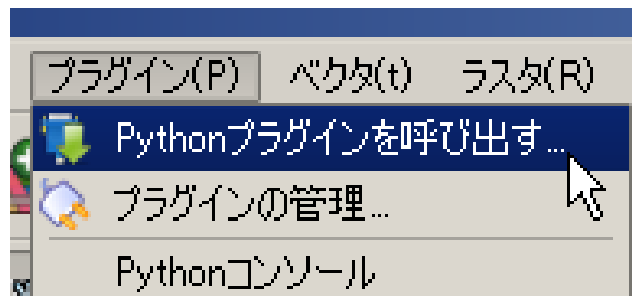 プラグイン(P) ベクタ(t) ラスタ(R)
Pythonプラグインを呼び出す...
プラグインの管理...
Pythonコンソール